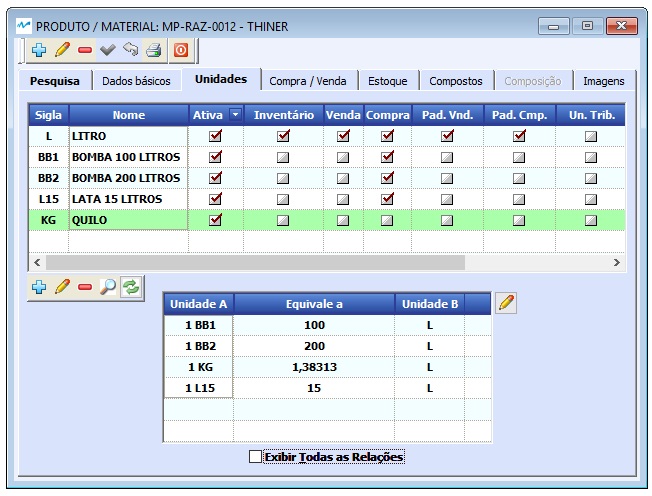 PRODUTO / MATERIAL: MP-RAZ-0012 - THINER
Pesquisa Dados básicos Unidades Compra / Venda Estoque Compostos Composição Imagens
Sigla Nome Ativa Inventário Venda Compra Pad. Vnd. Pad. Cmp. Un. Trib.
L LITRO
BB1 BOMBA 100 LITROS
BB2 BOMBA 200 LITROS
L15 LATA 15 LITROS
KG QUILO
Unidade A Equivale a Unidade B
1 BB1 100 L
1 BB2 200 L
1 KG 1,38313 L
1 L15 15 L
Exibir Todas as Relações